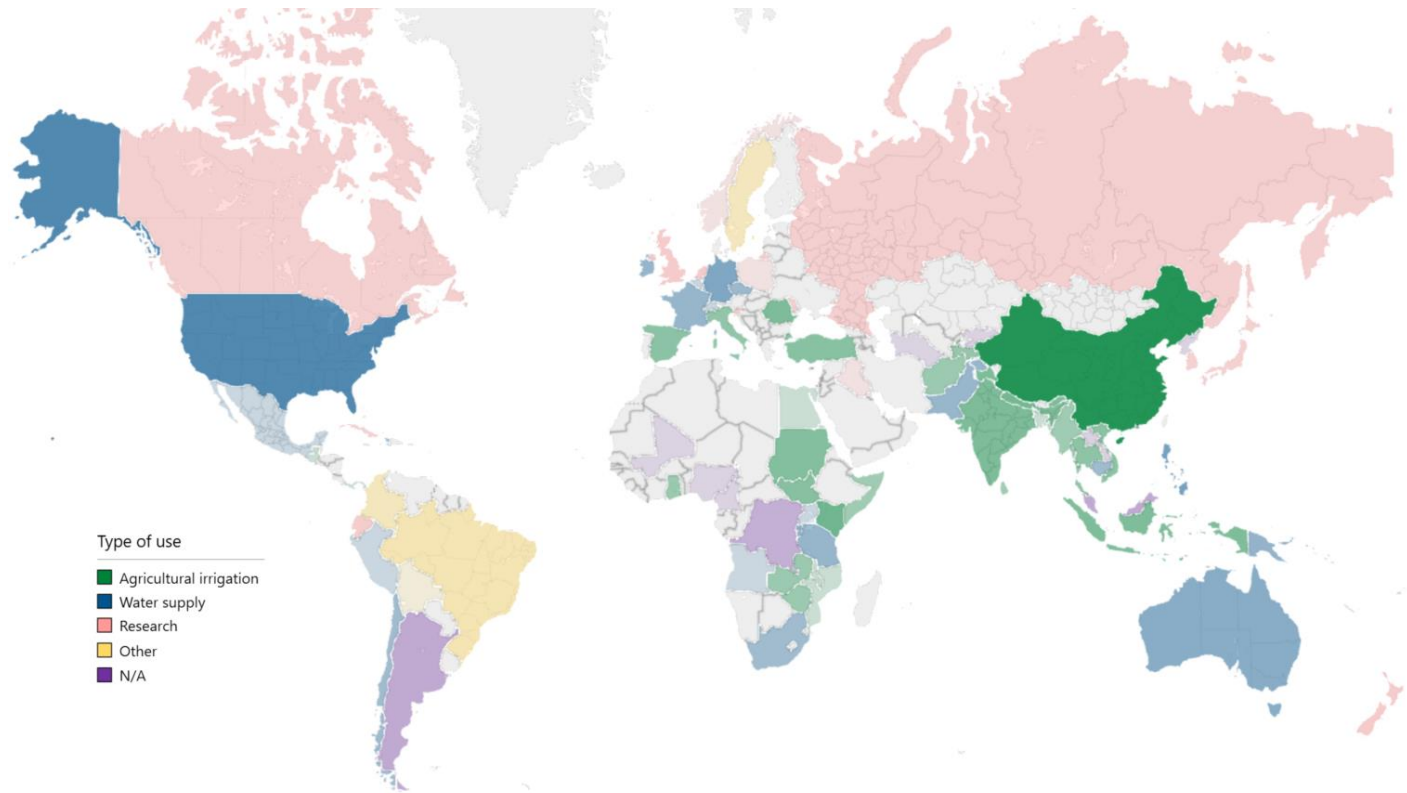 Type of use
Agricultural irrigation
Water supply
Research
Other
N/A